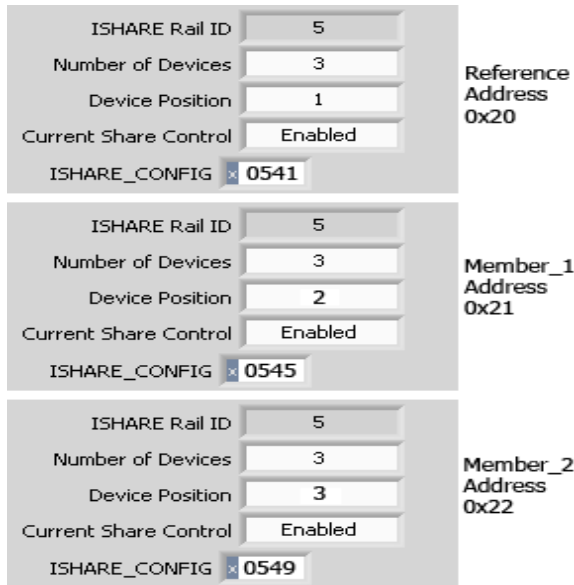 ISHARE Rail ID 5
Number of Devices 3
Device Position 1
Current Share Control Enabled
ISHARE_CONFIG x 0541
Reference
Address
0x20
ISHARE Rail ID 5
Number of Devices 3
Device Position 2
Current Share Control Enabled
ISHARE_CONFIG x 0545
Member_1
Address
0x21
ISHARE Rail ID 5
Number of Devices 3
Device Position 3
Current Share Control Enabled
ISHARE_CONFIG x 0549
Member_2
Address
0x22